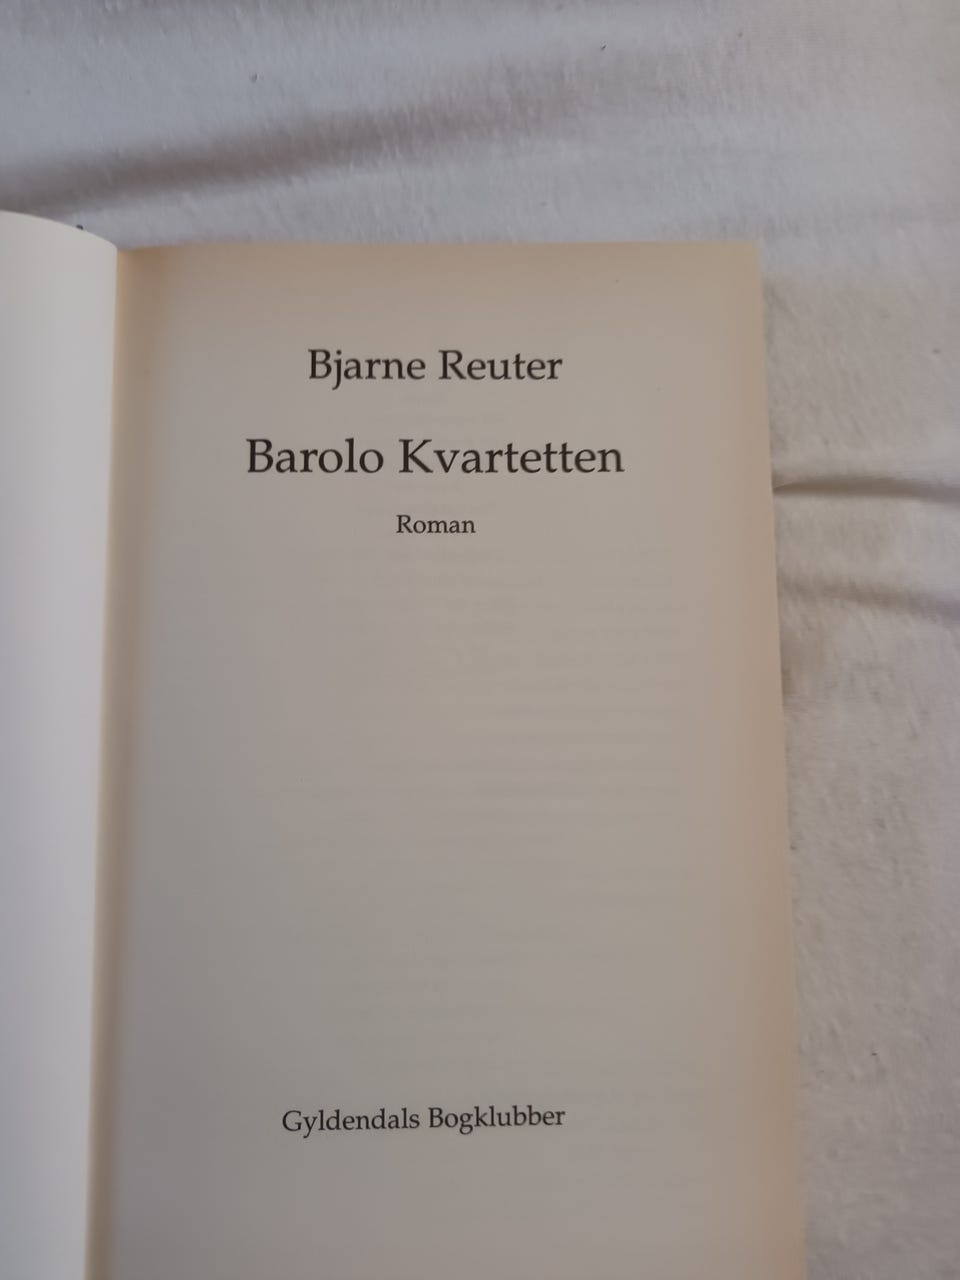 Bjarne Reuter
Barolo Kvartetten
Roman
Gyldendals Bogklubber